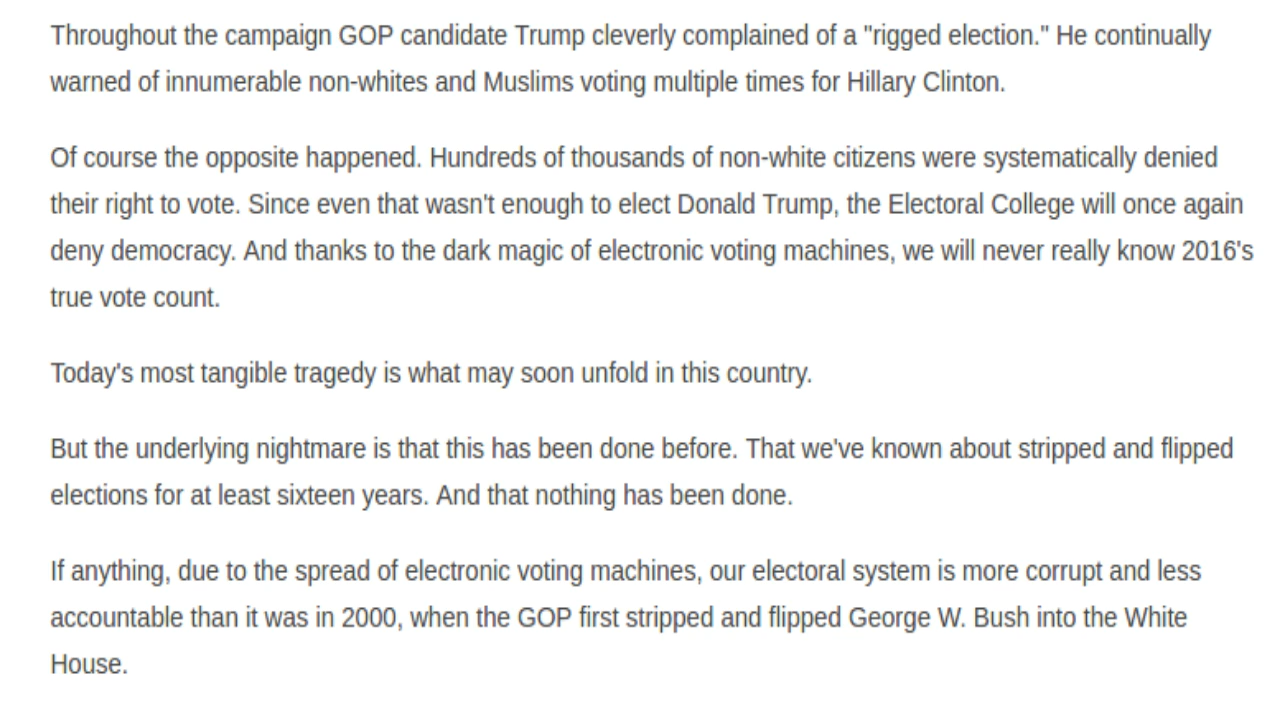 Throughout the campaign GOP candidate Trump cleverly complained of a "rigged election." He continually
warned of innumerable non-whites and Muslims voting multiple times for Hillary Clinton.
Of course the opposite happened. Hundreds of thousands of non-white citizens were systematically denied
their right to vote. Since even that wasn't enough to elect Donald Trump, the Electoral College will once again
deny democracy. And thanks to the dark magic of electronic voting machines, we will never really know 2016's
true vote count.
Today's most tangible tragedy is what may soon unfold in this country.
But the underlying nightmare is that this has been done before. That we've known about stripped and flipped
elections for at least sixteen years. And that nothing has been done.
If anything, due to the spread of electronic voting machines, our electoral system is more corrupt and less
accountable than it was in 2000, when the GOP first stripped and flipped George W. Bush into the White
House.